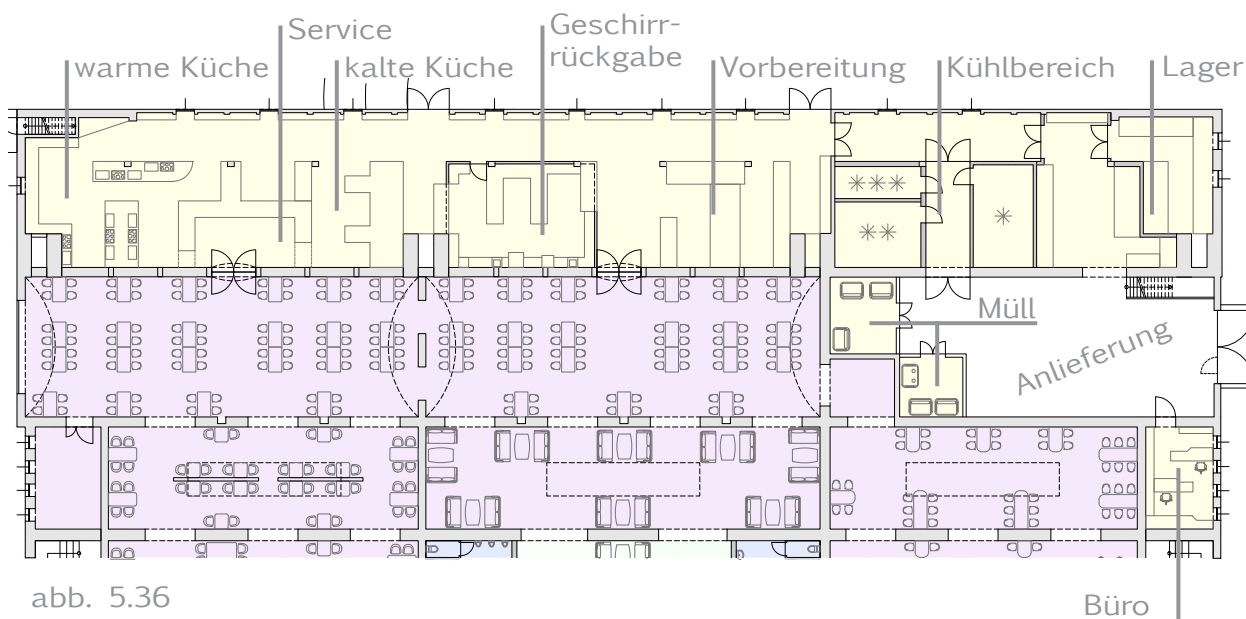 Service
Geschirr-
rückgabe
warme Küche
kalte Küche
Vorbereitung
Kühlbereich
Lager
Müll
Anlieferung
abb. 5.36
Büro